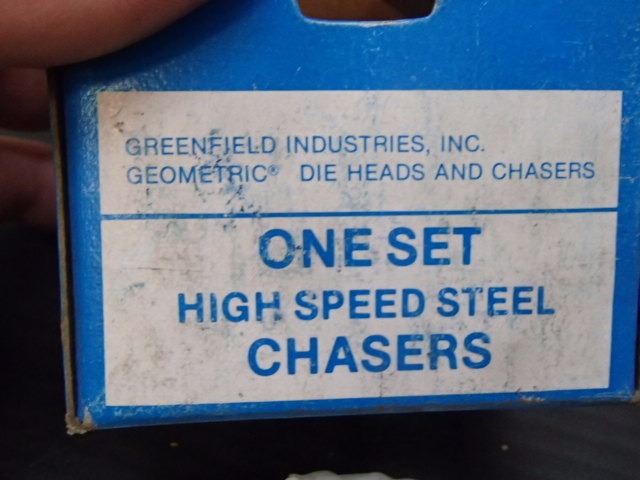 GREENFIELD INDUSTRIES, INC.
GEOMETRIC® DIE HEADS AND CHASERS
ONE SET
HIGH SPEED STEEL
CHASERS